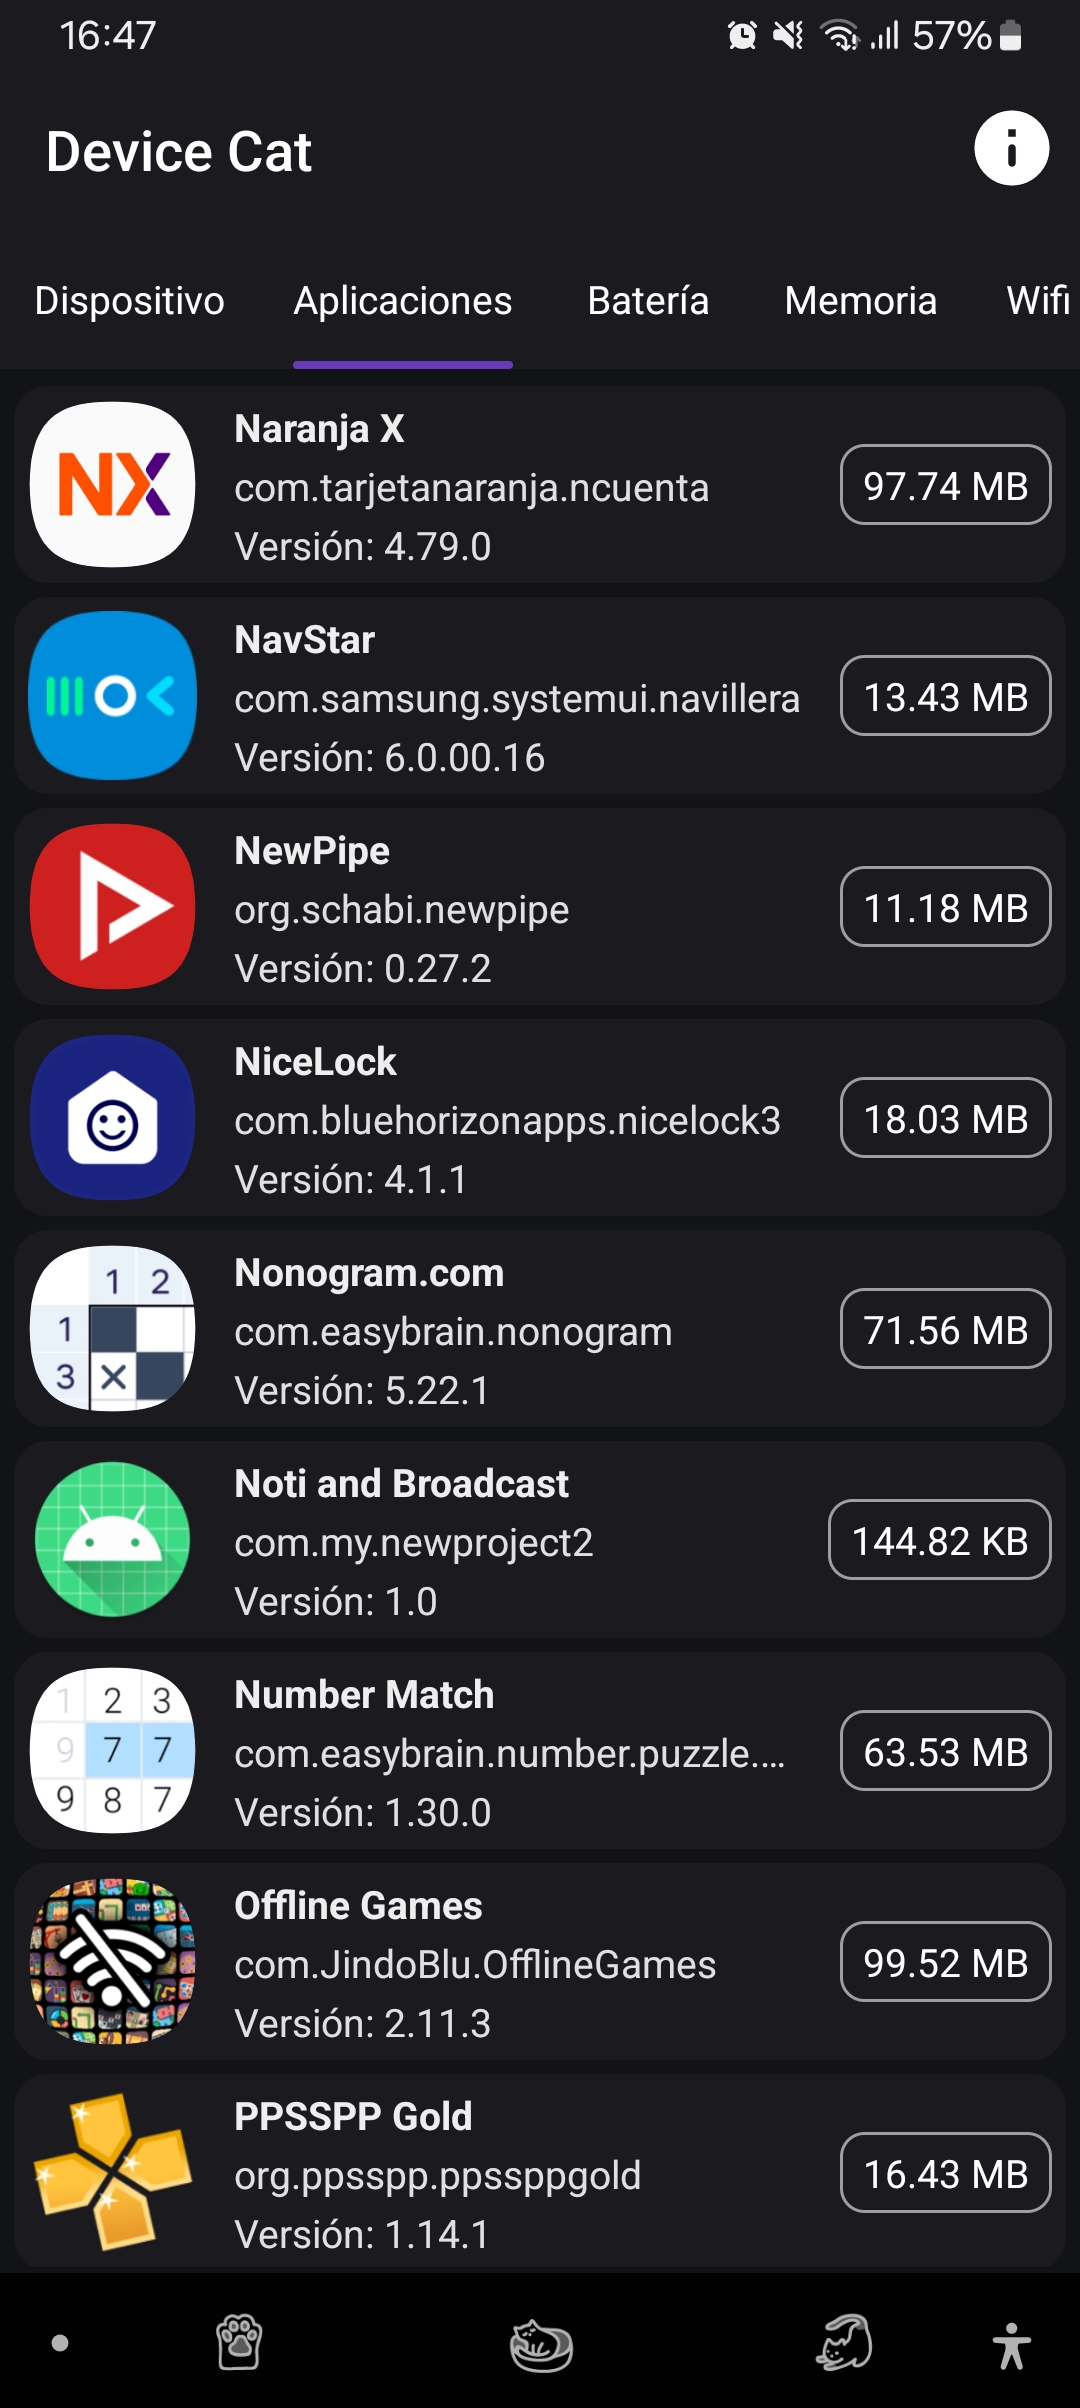 16:47 57%
Device Cat
Dispositivo Aplicaciones Batería Memoria Wifi
NX
Naranja X
com.tarjetanaranja.ncuenta
Versión: 4.79.0
97.74 MB
NavStar
com.samsung.systemui.navillera
Versión: 6.0.00.16
13.43 MB
NewPipe
org.schabi.newpipe
Versión: 0.27.2
11.18 MB
NiceLock
com.bluehorizonapps.nicelock3
Versión: 4.1.1
18.03 MB
1 2
1
3
Nonogram.com
com.easybrain.nonogram
Versión: 5.22.1
71.56 MB
Noti and Broadcast
com.my.newproject2
Versión: 1.0
144.82 KB
1 2 3
9 7 7
9 8 7
Number Match
com.easybrain.number.puzzle....
Versión: 1.30.0
63.53 MB
Offline Games
com.JindoBlu.OfflineGames
Versión: 2.11.3
99.52 MB
PPSSPP Gold
org.ppsspp.ppssppgold
Versión: 1.14.1
16.43 MB